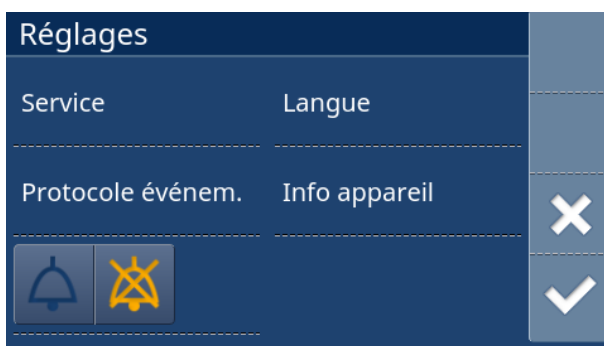 Réglages
Service
Langue
Protocole événem.
Info appareil